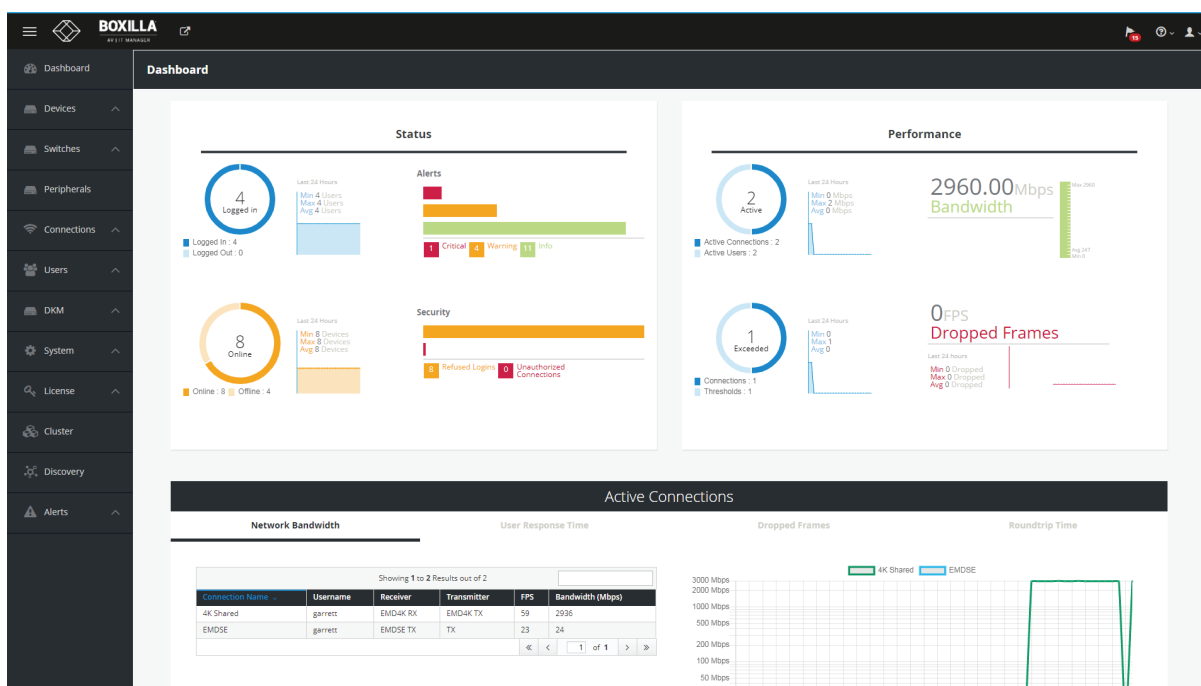 BOXILLA
AV | IT MANAGER
15
Dashboard
Devices
Switches
Peripherals
Connections
Users
DKM
System
License
Cluster
Discovery
Alerts
Dashboard
Status
4
Logged in
Logged In : 4
Logged Out : 0
Last 24 Hours
Min 4 Users
Max 4 Users
Avg 4 Users
Alerts
1 Critical 4 Warning 11 Info
8
Online
Online : 8 Offline : 4
Last 24 Hours
Min 8 Devices
Max 8 Devices
Avg 8 Devices
Security
8 Refused Logins 0 Unauthorized
Connections
Performance
2
Active
Active Connections : 2
Active Users : 2
Last 24 Hours
Min 0 Mbps
Max 2 Mbps
Avg 0 Mbps
2960.00 Mbps
Bandwidth
Max 2960
Avg 247
Min 0
1
Exceeded
Connections : 1
Thresholds : 1
Last 24 Hours
Min 0
Max 1
Avg 0
0 FPS
Dropped Frames
Last 24 hours
Min 0 Dropped
Max 0 Dropped
Avg 0 Dropped
Active Connections
Network Bandwidth User Response Time Dropped Frames Roundtrip Time
Showing 1 to 2 Results out of 2
Connection Name Username Receiver Transmitter FPS Bandwidth (Mbps)
4K Shared garrett EMD4K RX EMD4K TX 59 2936
EMDSE garrett EMDSE TX TX 23 24
« < 1 of 1 > »
4K Shared EMDSE
3000 Mbps
2000 Mbps
1000 Mbps
500 Mbps
200 Mbps
100 Mbps
50 Mbps